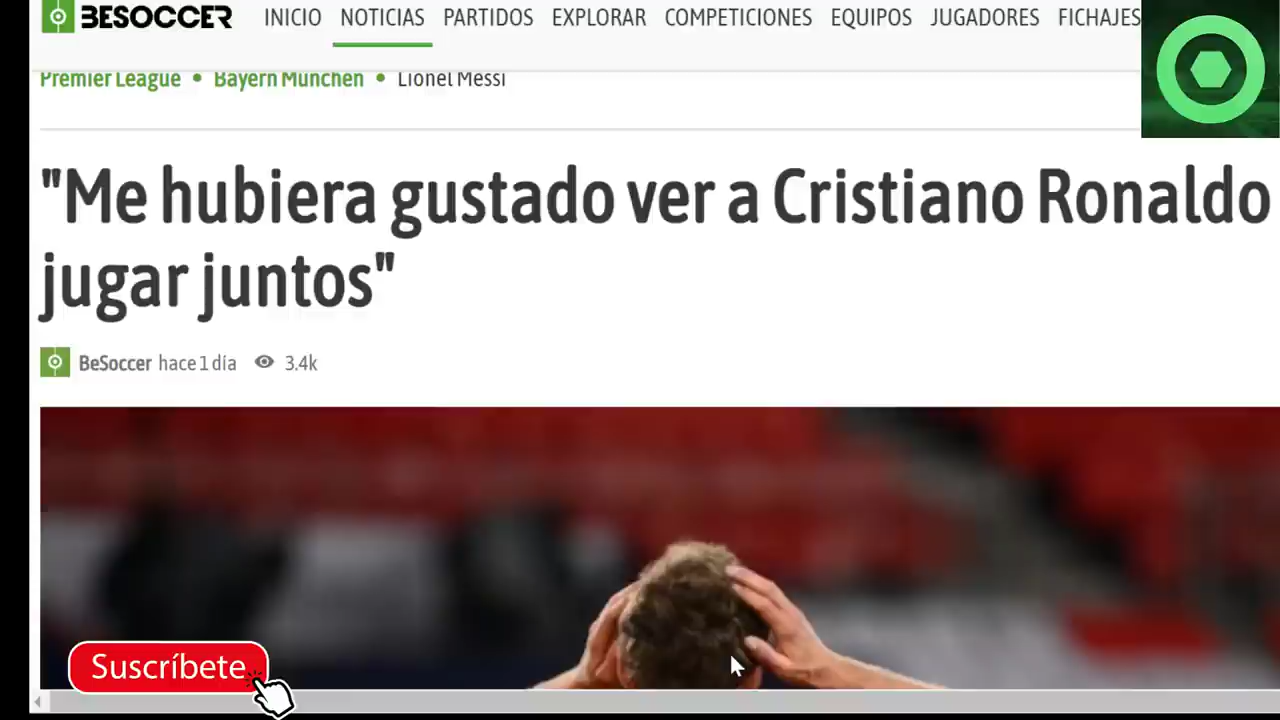 BESOCCER INICIO NOTICIAS PARTIDOS EXPLORAR COMPETICIONES EQUIPOS JUGADORES FICHAJES
Premier League • Bayern München • Lionel Messi
"Me hubiera gustado ver a Cristiano Ronaldo
jugar juntos"
BeSoccer hace 1 día 3.4k
Suscríbete